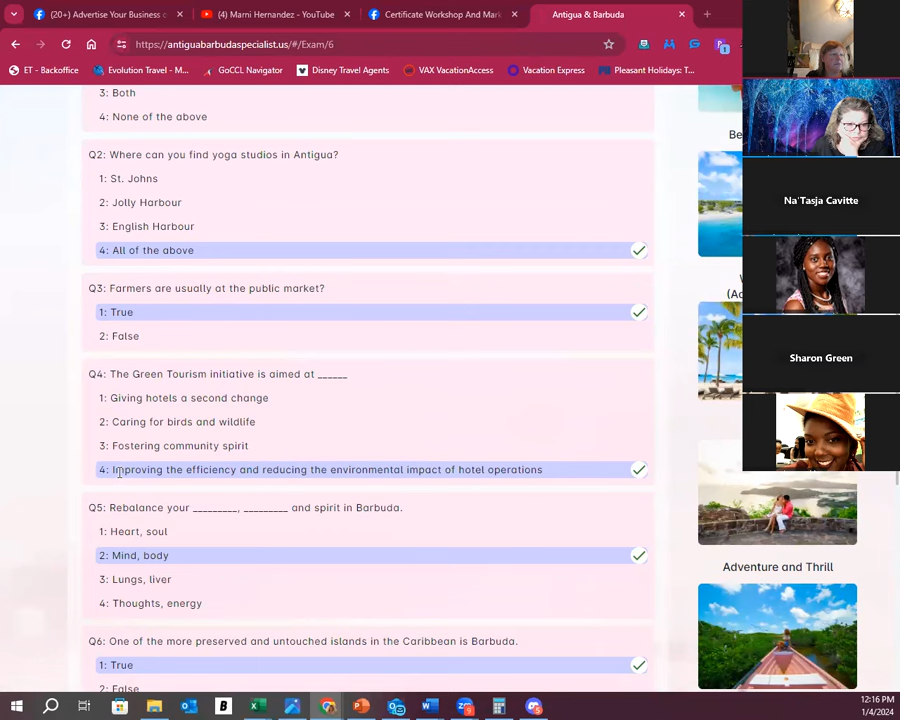 (20+) Advertise Your Business o
(4) Marni Hernandez - YouTube
Certificate Workshop And Mark
Antigua & Barbuda
https://antiguabarbudaspecialist.us/#/Exam/6
1
ET - Backoffice
Evolution Travel - M...
GoCCL Navigator
Disney Travel Agents
VAX VacationAccess
Vacation Express
Pleasant Holidays: T...
3: Both
4: None of the above
Q2: Where can you find yoga studios in Antigua?
1: St. Johns
2: Jolly Harbour
3: English Harbour
4: All of the above
Q3: Farmers are usually at the public market?
1: True
2: False
Q4: The Green Tourism initiative is aimed at ______
1: Giving hotels a second change
2: Caring for birds and wildlife
3: Fostering community spirit
4: Improving the efficiency and reducing the environmental impact of hotel operations
Q5: Rebalance your _________, _________ and spirit in Barbuda.
1: Heart, soul
2: Mind, body
3: Lungs, liver
4: Thoughts, energy
Q6: One of the more preserved and untouched islands in the Caribbean is Barbuda.
1: True
2: False
Be
(Ad
Adventure and Thrill
Na'Tasja Cavitte
Sharon Green
12:16 PM
1/4/2024